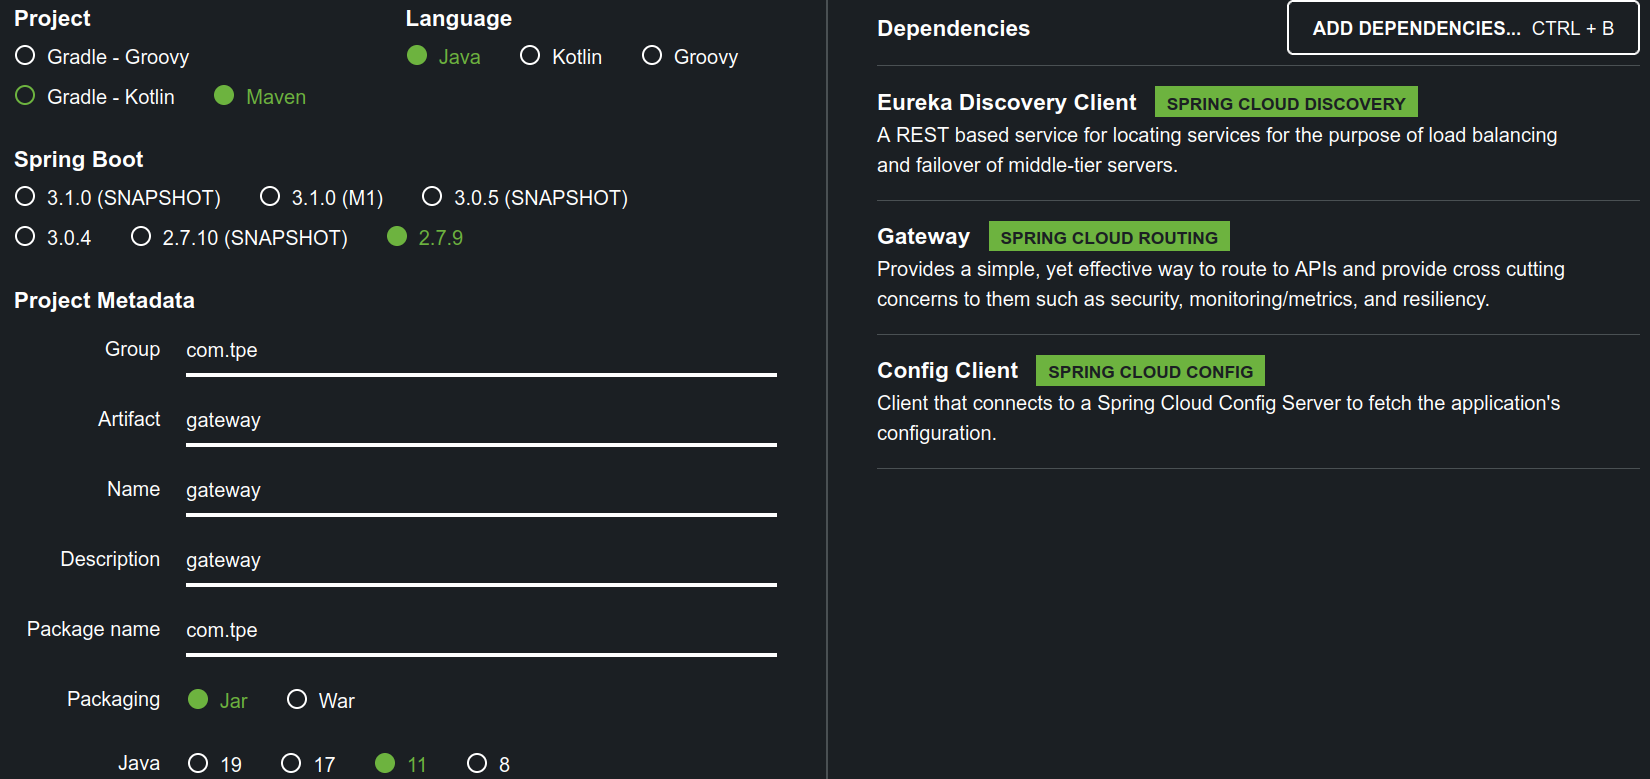 Project
Gradle - Groovy
Gradle - Kotlin Maven
Language
Java Kotlin Groovy
Spring Boot
3.1.0 (SNAPSHOT) 3.1.0 (M1) 3.0.5 (SNAPSHOT)
3.0.4 2.7.10 (SNAPSHOT) 2.7.9
Project Metadata
Group com.tpe
Artifact gateway
Name gateway
Description gateway
Package name com.tpe
Packaging Jar War
Java 19 17 11 8
Dependencies ADD DEPENDENCIES... CTRL + B
Eureka Discovery Client SPRING CLOUD DISCOVERY
A REST based service for locating services for the purpose of load balancing
and failover of middle-tier servers.
Gateway SPRING CLOUD ROUTING
Provides a simple, yet effective way to route to APIs and provide cross cutting
concerns to them such as security, monitoring/metrics, and resiliency.
Config Client SPRING CLOUD CONFIG
Client that connects to a Spring Cloud Config Server to fetch the application's
configuration.